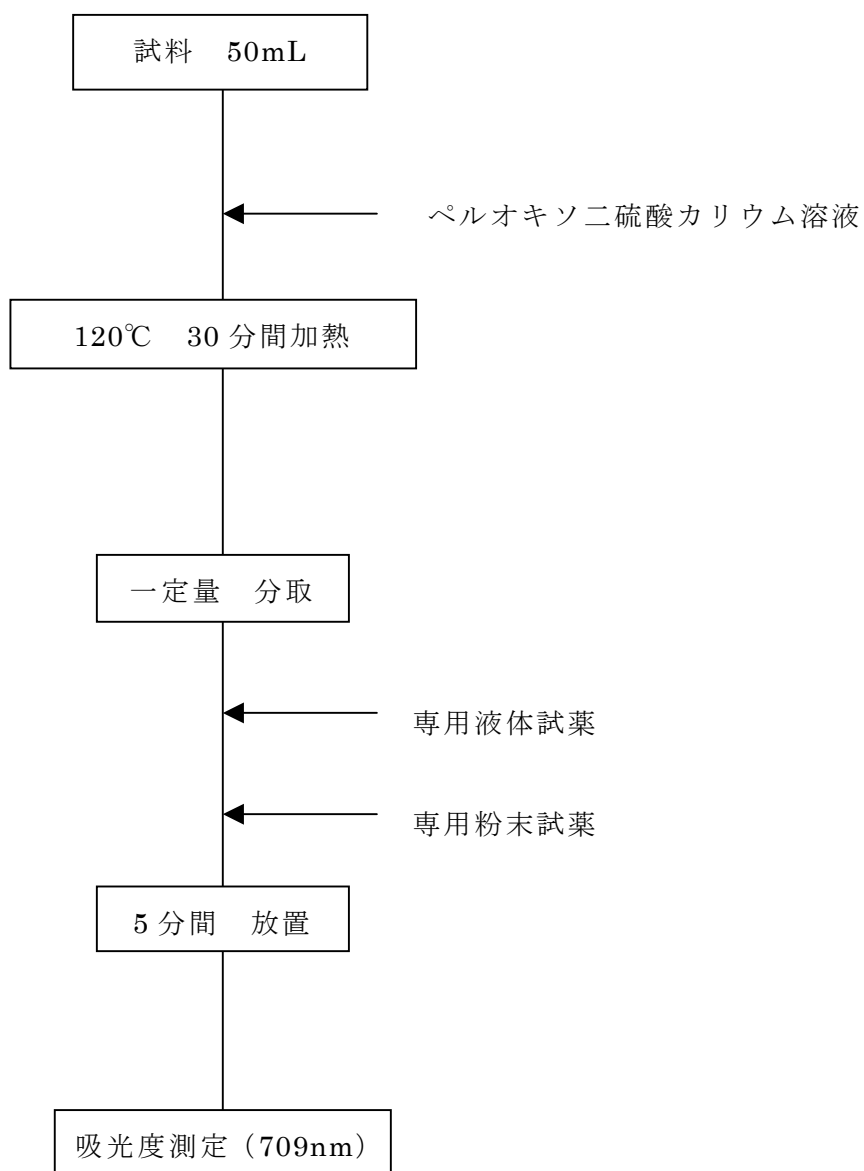 試料　50mL
ペルオキソ二硫酸カリウム溶液
120℃　30分間加熱
一定量　分取
専用液体試薬
専用粉末試薬
5分間　放置
吸光度測定（709nm）